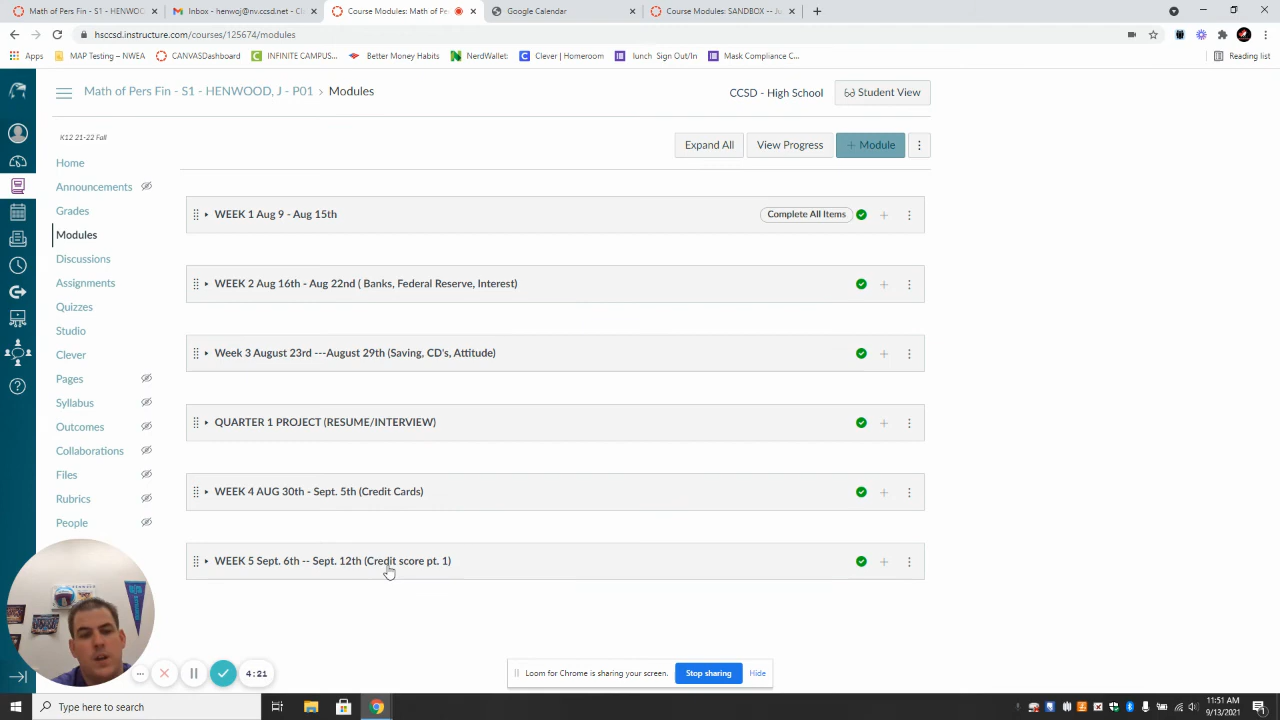 Math of Pers Fin - S1 - HENWOO
Inbox - henwoj@nv.ccsd.net - Cl
Course Modules: Math of Pe
Google Calendar
Course Modules: SANDBOX -- Ju
hsccsd.instructure.com/courses/125674/modules
Apps
MAP Testing – NWEA
CANVASDashboard
INFINITE CAMPUS...
Better Money Habits
NerdWallet:
Clever | Homeroom
lunch Sign Out/In
Mask Compliance C...
Reading list
Math of Pers Fin - S1 - HENWOOD, J - P01 › Modules
CCSD - High School
Student View
K12 21-22 Fall
Expand All
View Progress
+ Module
Home
Announcements
Grades
Modules
Discussions
Assignments
Quizzes
Studio
Clever
Pages
Syllabus
Outcomes
Collaborations
Files
Rubrics
People
WEEK 1 Aug 9 - Aug 15th
Complete All Items
WEEK 2 Aug 16th - Aug 22nd ( Banks, Federal Reserve, Interest)
Week 3 August 23rd ---August 29th (Saving, CD's, Attitude)
QUARTER 1 PROJECT (RESUME/INTERVIEW)
WEEK 4 AUG 30th - Sept. 5th (Credit Cards)
WEEK 5 Sept. 6th -- Sept. 12th (Credit score pt. 1)
4:21
Loom for Chrome is sharing your screen.
Stop sharing
Hide
Type here to search
11:51 AM
9/13/2021